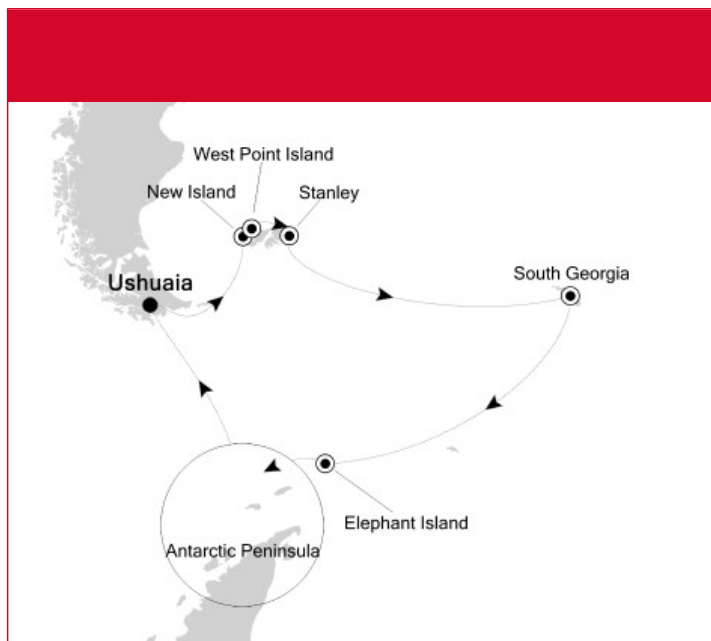 West Point Island
New Island
Stanley
South Georgia
Ushuaia
Elephant Island
Antarctic Peninsula